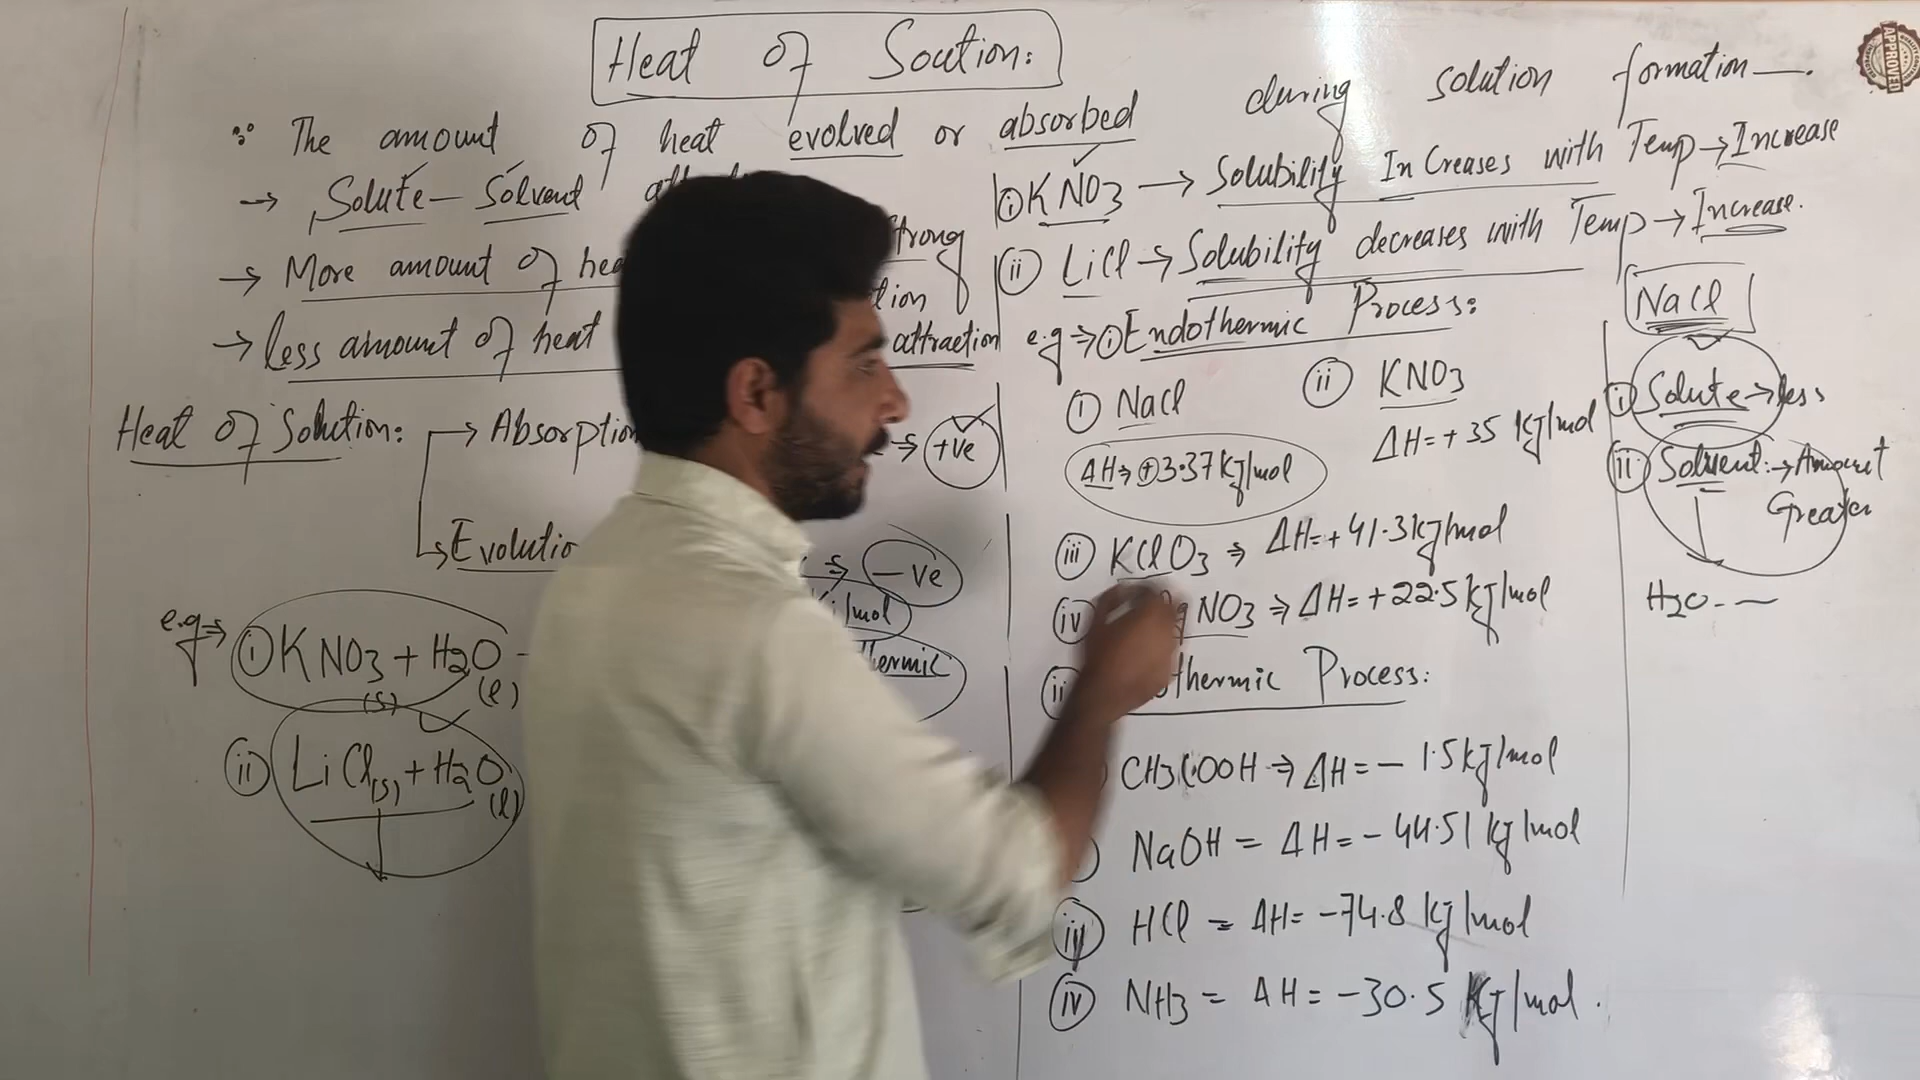 Heat of Soution:
The amount of heat evolved or absorbed during solution formation
→ Solute - Solvent
→ More amount of strong
→ less amount of heat attraction
Heat of Solution: → Absorption → +ve
→ -ve
e.g ⇒ (i) KNO3(s) + H2O(l)
(ii) LiCl(s) + H2O(l)
(i) KNO3 → Solubility InCreases with Temp → Increase
(ii) LiCl → Solubility decreases with Temp → Increase.
e.g ⇒ (i) Endothermic Process:
(i) NaCl (ii) KNO3
ΔH ⇒ +3.37 KJ/mol ΔH = +35 KJ/mol
(iii) KClO3 ⇒ ΔH = +41.3 KJ/mol
(iv) NO3 ⇒ ΔH = +22.5 KJ/mol
Process:
CH3COOH ⇒ ΔH = - 1.5 KJ/mol
NaOH = ΔH = - 44.51 KJ/mol
HCl = ΔH = -74.8 KJ/mol
(iv) NH3 = ΔH = -30.5 KJ/mol.
NaCl
(i) Solute → less
(ii) Solvent: → Amount
Greater
H2O - —
APPROVED